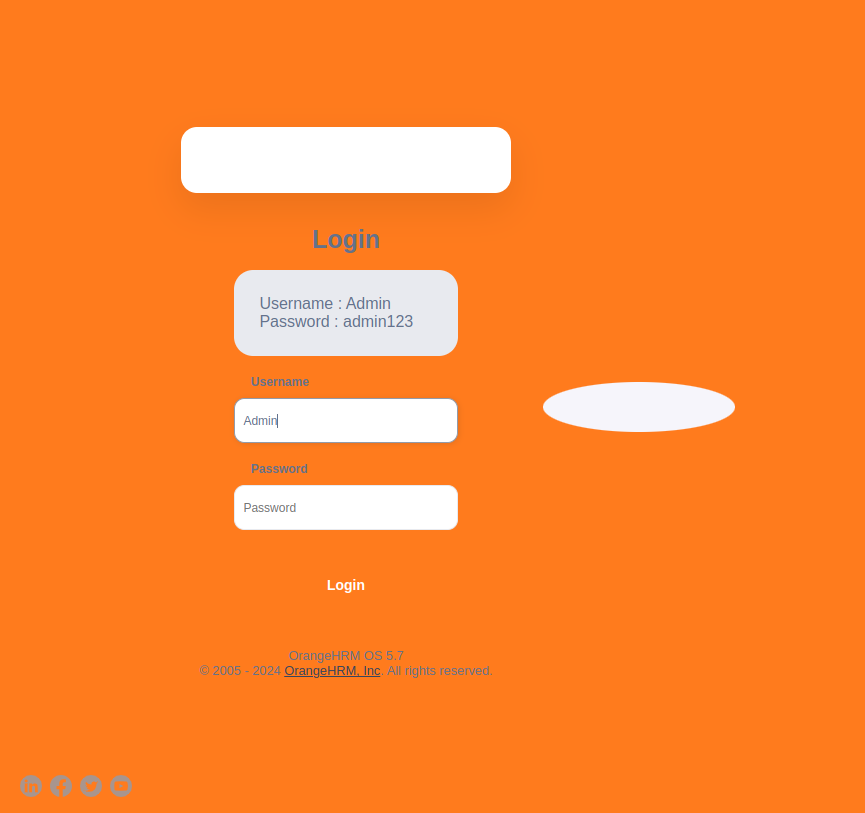 Login
Username : Admin
Password : admin123
Username
Admin
Password
Password
Login
OrangeHRM OS 5.7
© 2005 - 2024 OrangeHRM, Inc. All rights reserved.